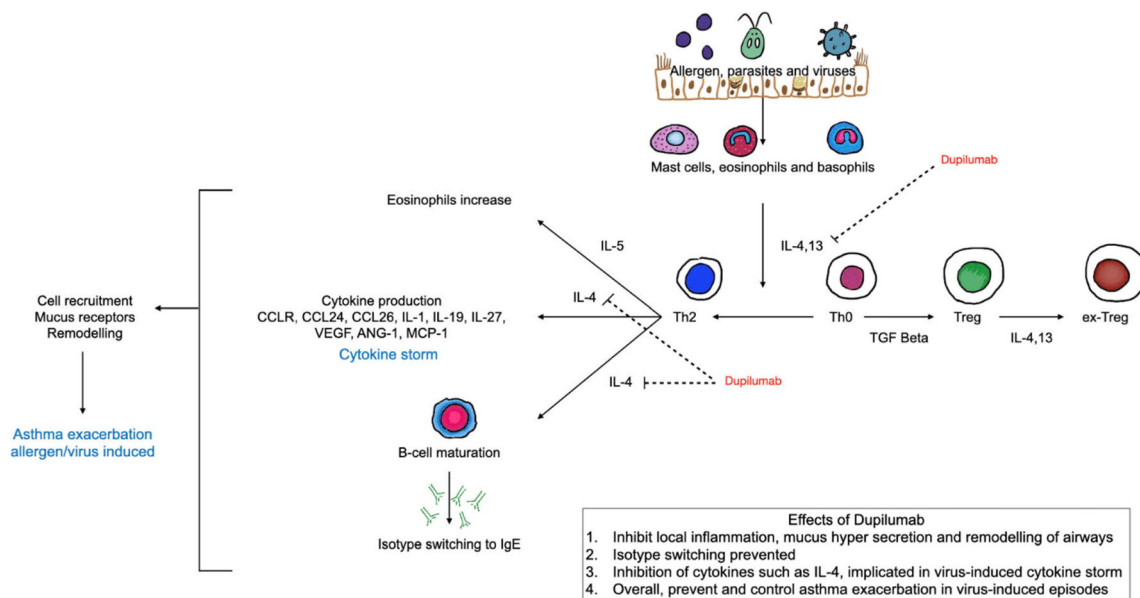 Allergen, parasites and viruses
Mast cells, eosinophils and basophils
Dupilumab
Eosinophils increase
IL-5
IL-4,13
Cell recruitment
Mucus receptors
Remodelling
Cytokine production
CCLR, CCL24, CCL26, IL-1, IL-19, IL-27,
VEGF, ANG-1, MCP-1
Cytokine storm
IL-4
Th2
Th0
Treg
ex-Treg
TGF Beta
IL-4,13
IL-4
Dupilumab
Asthma exacerbation
allergen/virus induced
B-cell maturation
Isotype switching to IgE
Effects of Dupilumab
1. Inhibit local inflammation, mucus hyper secretion and remodelling of airways
2. Isotype switching prevented
3. Inhibition of cytokines such as IL-4, implicated in virus-induced cytokine storm
4. Overall, prevent and control asthma exacerbation in virus-induced episodes